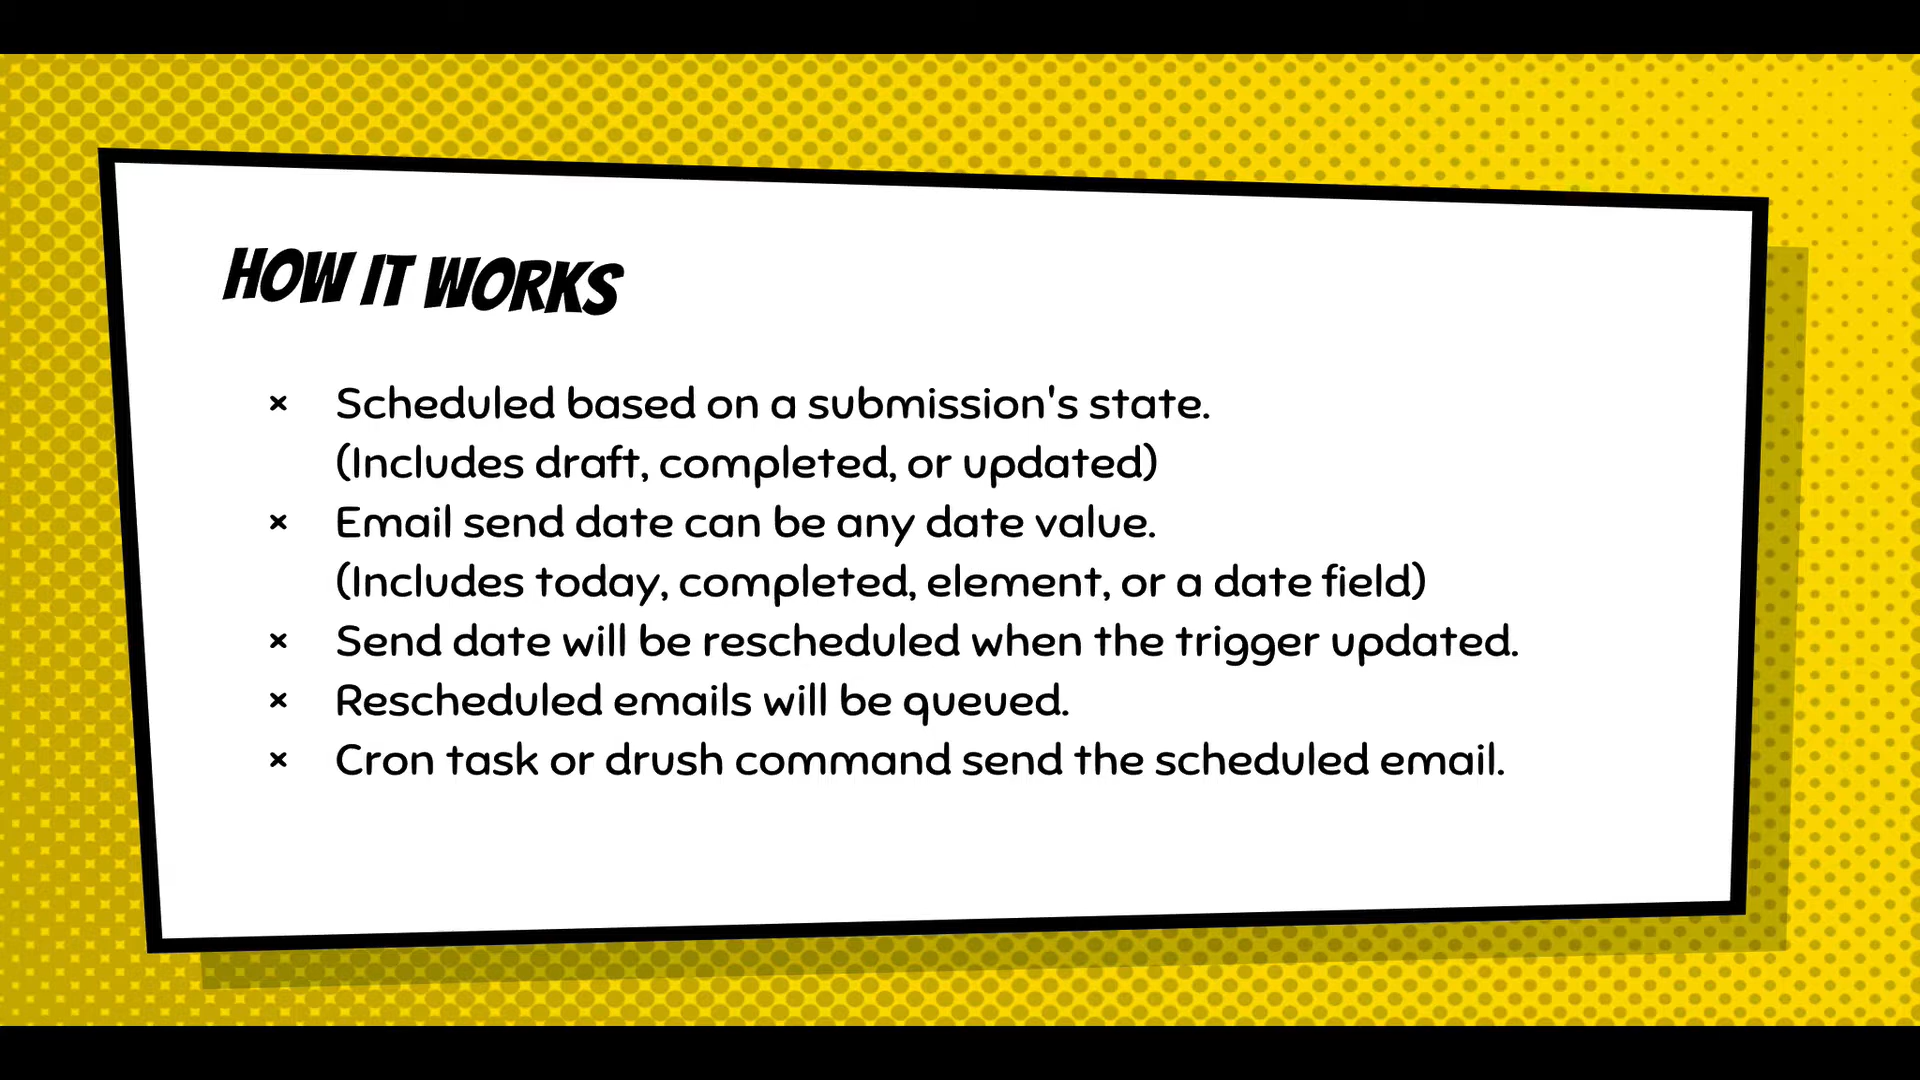 HOW IT WORKS
× Scheduled based on a submission's state.
(Includes draft, completed, or updated)
× Email send date can be any date value.
(Includes today, completed, element, or a date field)
× Send date will be rescheduled when the trigger updated.
× Rescheduled emails will be queued.
× Cron task or drush command send the scheduled email.